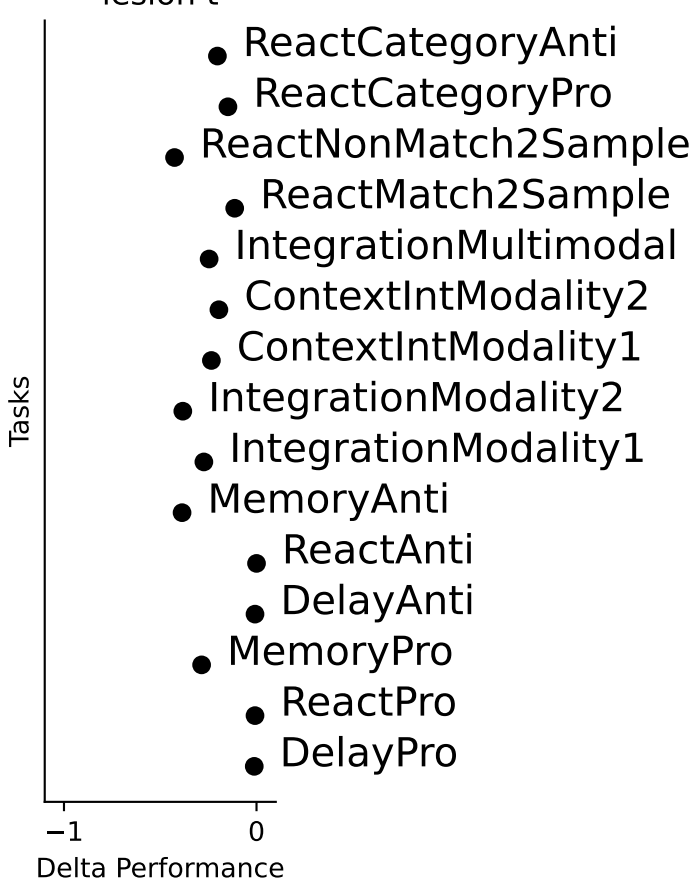 ReactCategoryAnti
ReactCategoryPro
ReactNonMatch2Sample
ReactMatch2Sample
IntegrationMultimodal
ContextIntModality2
ContextIntModality1
IntegrationModality2
IntegrationModality1
MemoryAnti
ReactAnti
DelayAnti
MemoryPro
ReactPro
DelayPro
Tasks
−1 0
Delta Performance